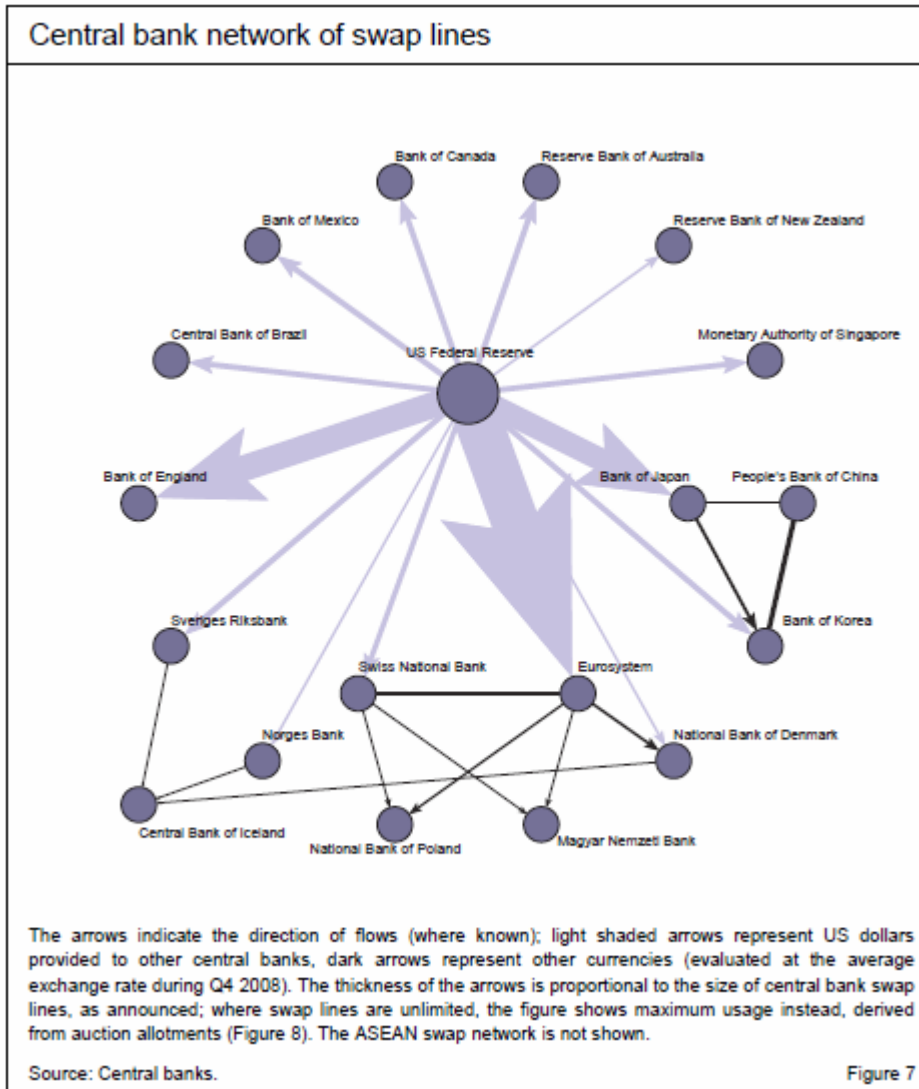 Central bank network of swap lines
Bank of Canada
Reserve Bank of Australia
Bank of Mexico
Reserve Bank of New Zealand
Central Bank of Brazil
US Federal Reserve
Monetary Authority of Singapore
Bank of England
Bank of Japan
People's Bank of China
Sveriges Riksbank
Bank of Korea
Swiss National Bank
Eurosystem
Norges Bank
National Bank of Denmark
Central Bank of Iceland
National Bank of Poland
Magyar Nemzeti Bank
The arrows indicate the direction of flows (where known); light shaded arrows represent US dollars
provided to other central banks, dark arrows represent other currencies (evaluated at the average
exchange rate during Q4 2008). The thickness of the arrows is proportional to the size of central bank swap
lines, as announced; where swap lines are unlimited, the figure shows maximum usage instead, derived
from auction allotments (Figure 8). The ASEAN swap network is not shown.
Source: Central banks.
Figure 7